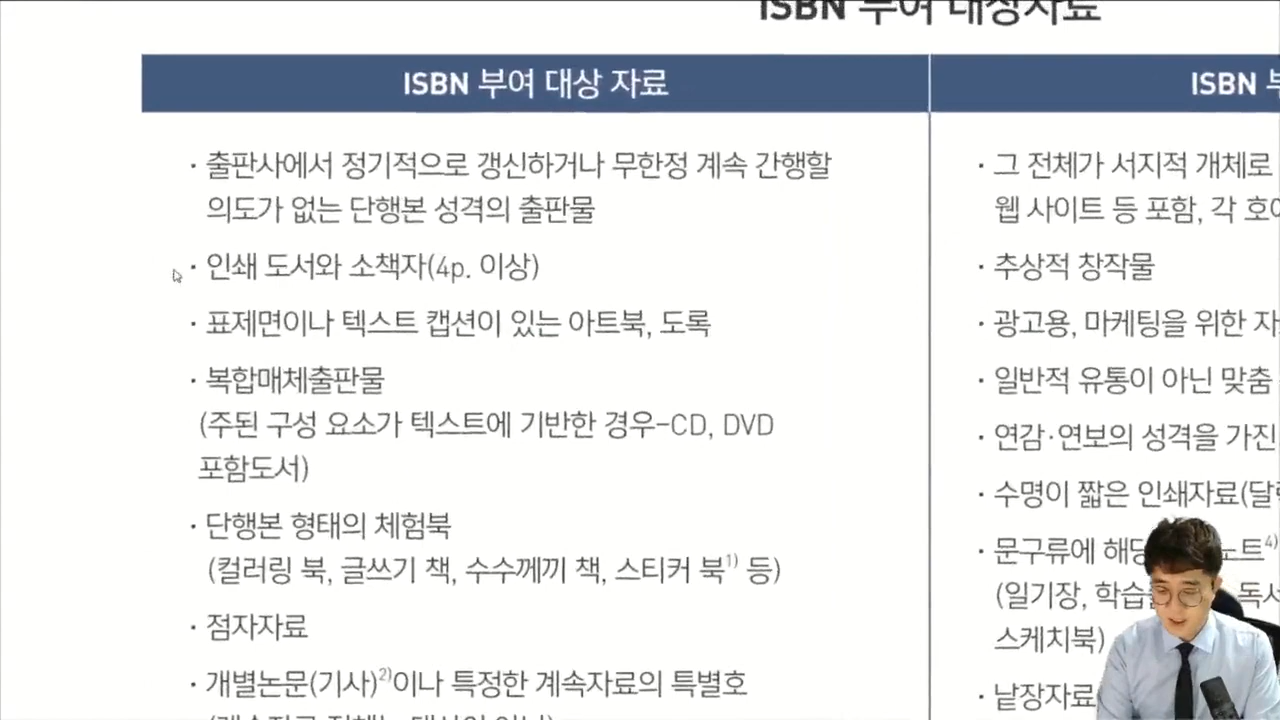 ISBN 부여 대상자료
ISBN 부여 대상 자료
· 출판사에서 정기적으로 갱신하거나 무한정 계속 간행할
의도가 없는 단행본 성격의 출판물
· 인쇄 도서와 소책자(4p. 이상)
· 표제면이나 텍스트 캡션이 있는 아트북, 도록
· 복합매체출판물
(주된 구성 요소가 텍스트에 기반한 경우-CD, DVD
포함도서)
· 단행본 형태의 체험북
(컬러링 북, 글쓰기 책, 수수께끼 책, 스티커 북1) 등)
· 점자자료
· 개별논문(기사)2)이나 특정한 계속자료의 특별호
ISBN
· 그 전체가 서지적 개체로
웹 사이트 등 포함, 각 호에
· 추상적 창작물
· 광고용, 마케팅을 위한
· 일반적 유통이 아닌 맞춤
· 연감·연보의 성격을 가진
· 수명이 짧은 인쇄자료
· 문구류에 4)
(일기장,
스케치북)
· 낱장자료